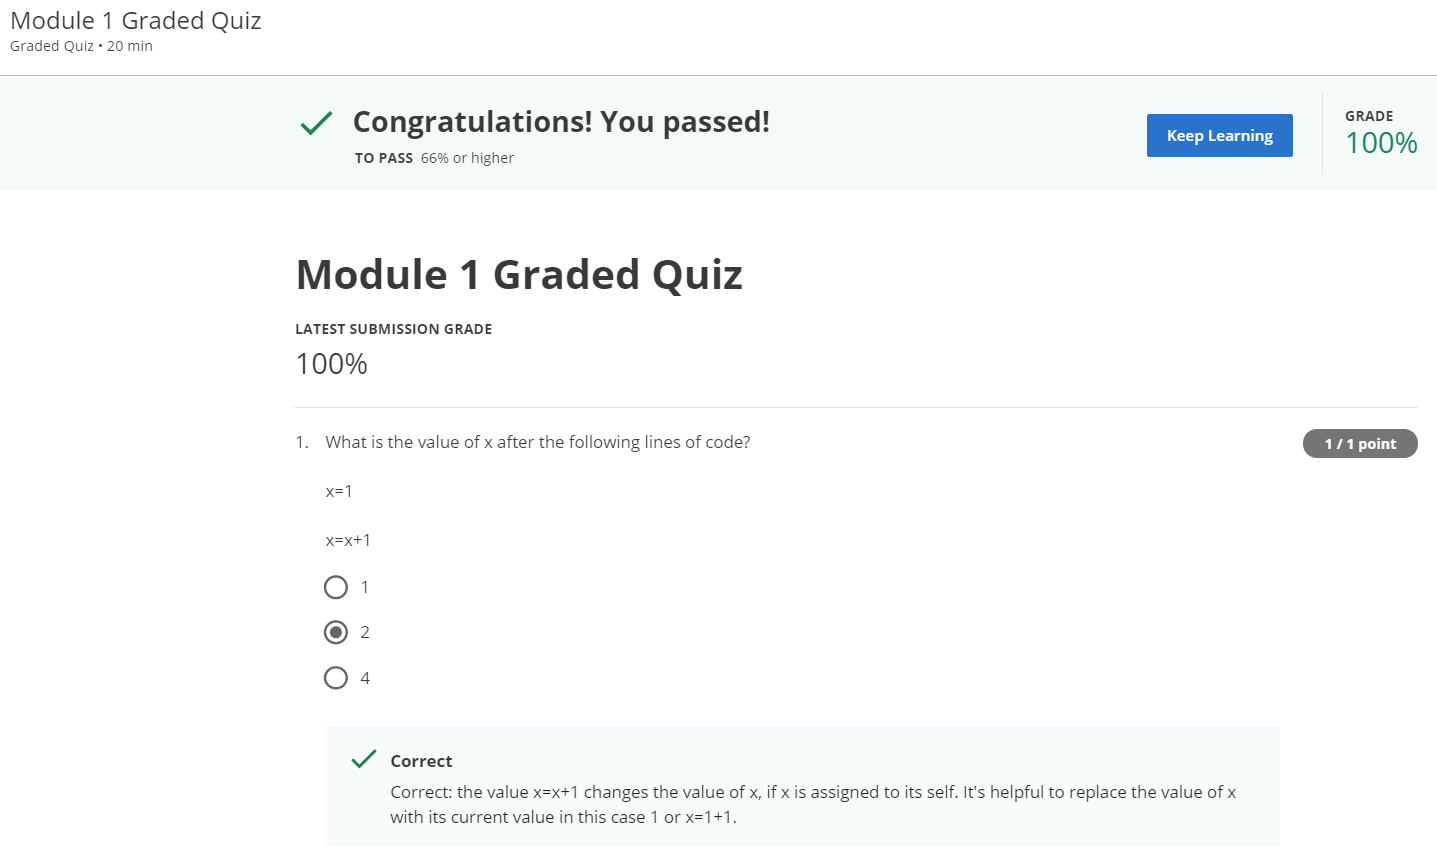 Module 1 Graded Quiz
Graded Quiz • 20 min
Congratulations! You passed!
TO PASS 66% or higher
Keep Learning
GRADE
100%
Module 1 Graded Quiz
LATEST SUBMISSION GRADE
100%
1. What is the value of x after the following lines of code?
1 / 1 point
x=1
x=x+1
1
2
4
Correct
Correct: the value x=x+1 changes the value of x, if x is assigned to its self. It's helpful to replace the value of x
with its current value in this case 1 or x=1+1.